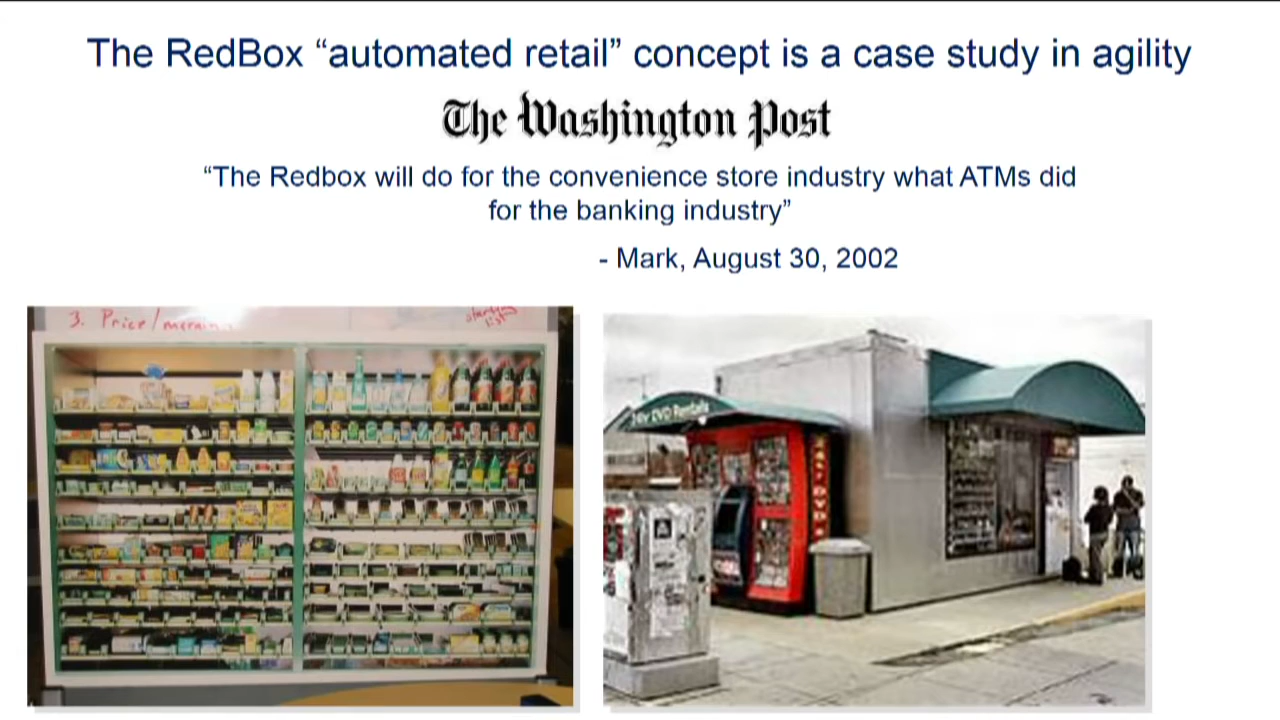 The RedBox “automated retail” concept is a case study in agility
The Washington Post
“The Redbox will do for the convenience store industry what ATMs did
for the banking industry”
- Mark, August 30, 2002
3. Price/
starting
list
24hr DVD Rentals